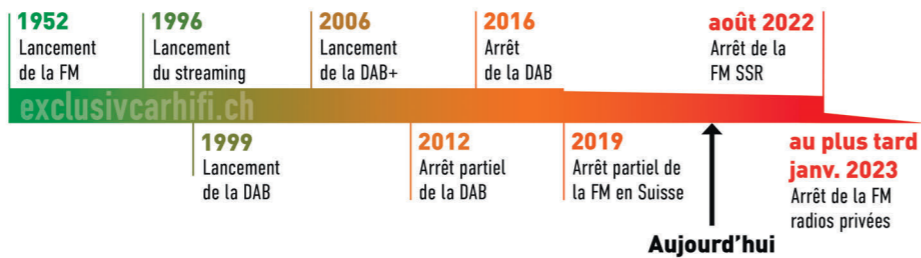 1952
Lancement
de la FM
1996
Lancement
du streaming
2006
Lancement
de la DAB+
2016
Arrêt
de la DAB
août 2022
Arrêt de la
FM SSR
exclusivcarhifi.ch
1999
Lancement
de la DAB
2012
Arrêt partiel
de la DAB
2019
Arrêt partiel de
la FM en Suisse
au plus tard
janv. 2023
Arrêt de la FM
radios privées
Aujourd'hui